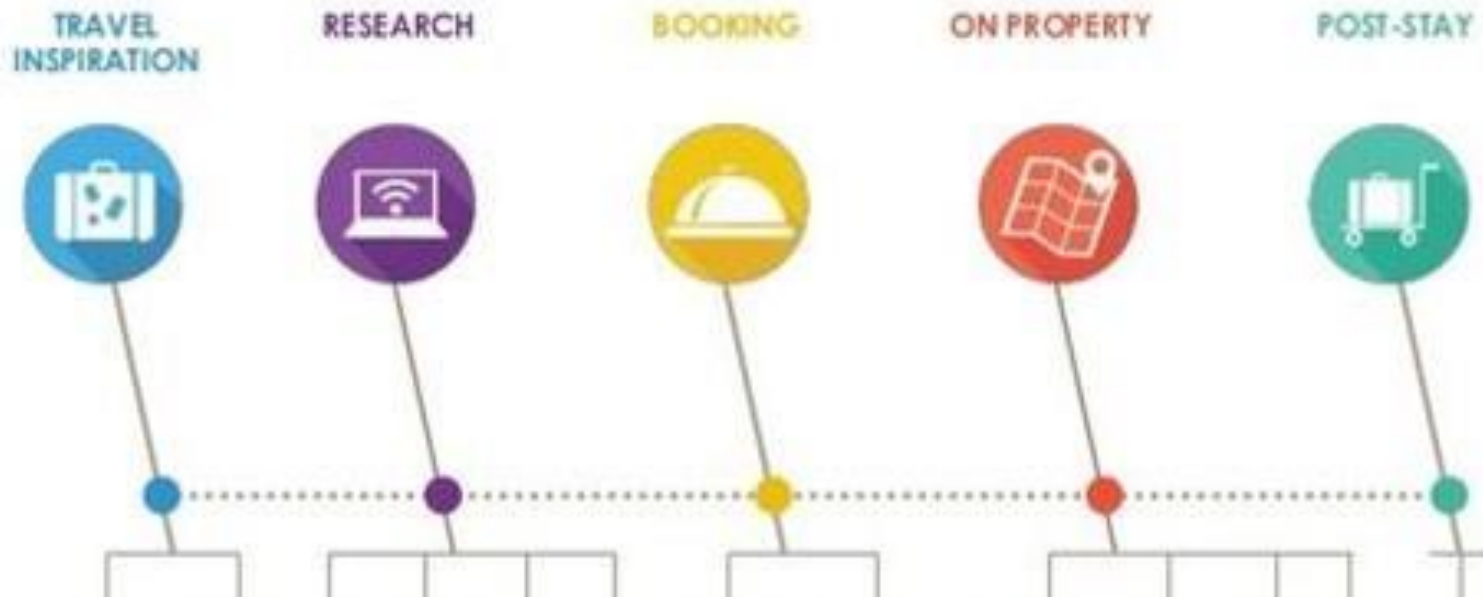 TRAVEL
INSPIRATION
RESEARCH
BOOKING
ON PROPERTY
POST-STAY